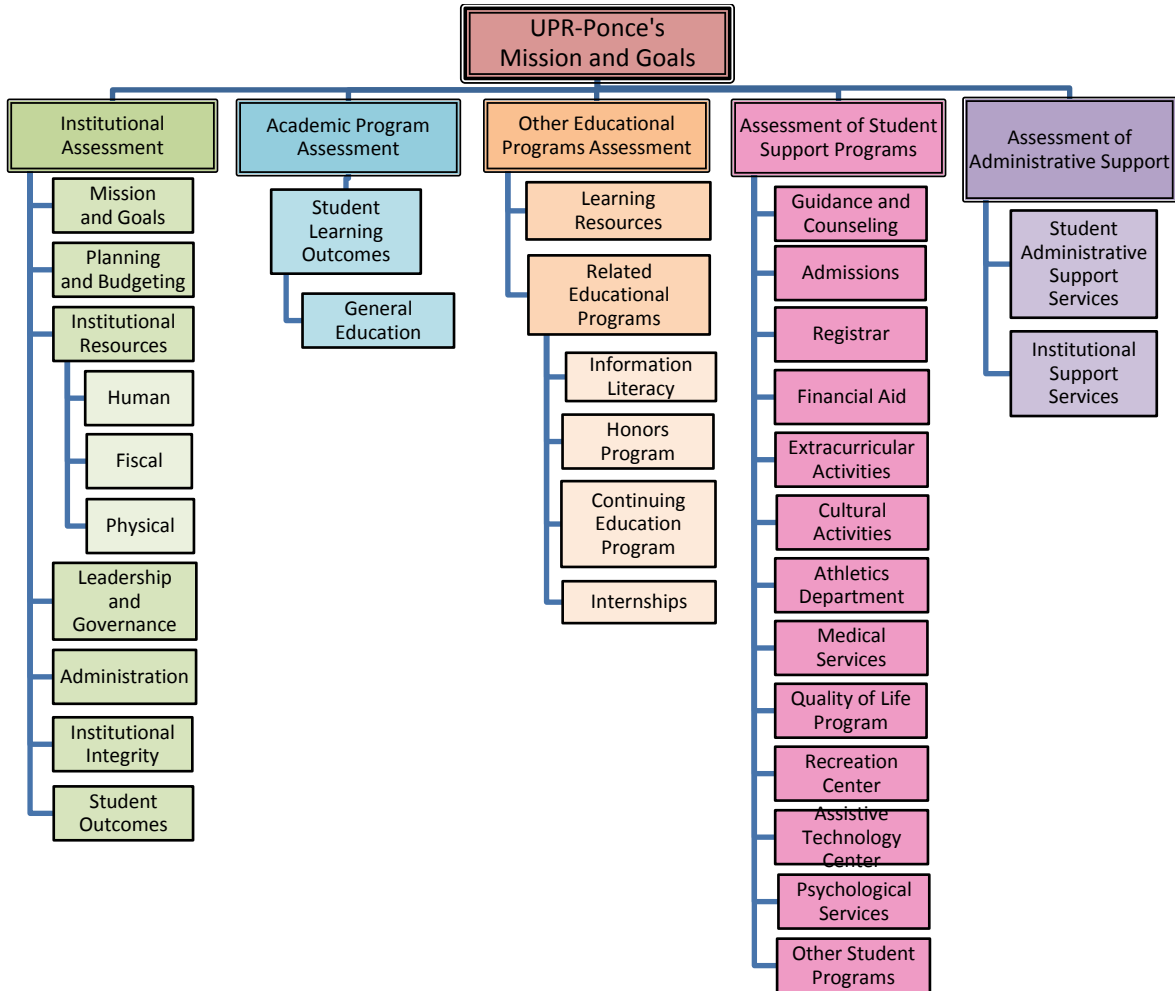 UPR-Ponce's
Mission and Goals
Institutional
Assessment
Mission
and Goals
Planning
and Budgeting
Institutional
Resources
Human
Fiscal
Physical
Leadership
and
Governance
Administration
Institutional
Integrity
Student
Outcomes
Academic Program
Assessment
Student
Learning
Outcomes
General
Education
Other Educational
Programs Assessment
Learning
Resources
Related
Educational
Programs
Information
Literacy
Honors
Program
Continuing
Education
Program
Internships
Assessment of Student
Support Programs
Guidance and
Counseling
Admissions
Registrar
Financial Aid
Extracurricular
Activities
Cultural
Activities
Athletics
Department
Medical
Services
Quality of Life
Program
Recreation
Center
Assistive
Technology
Center
Psychological
Services
Other Student
Programs
Assessment of
Administrative Support
Student
Administrative
Support
Services
Institutional
Support
Services